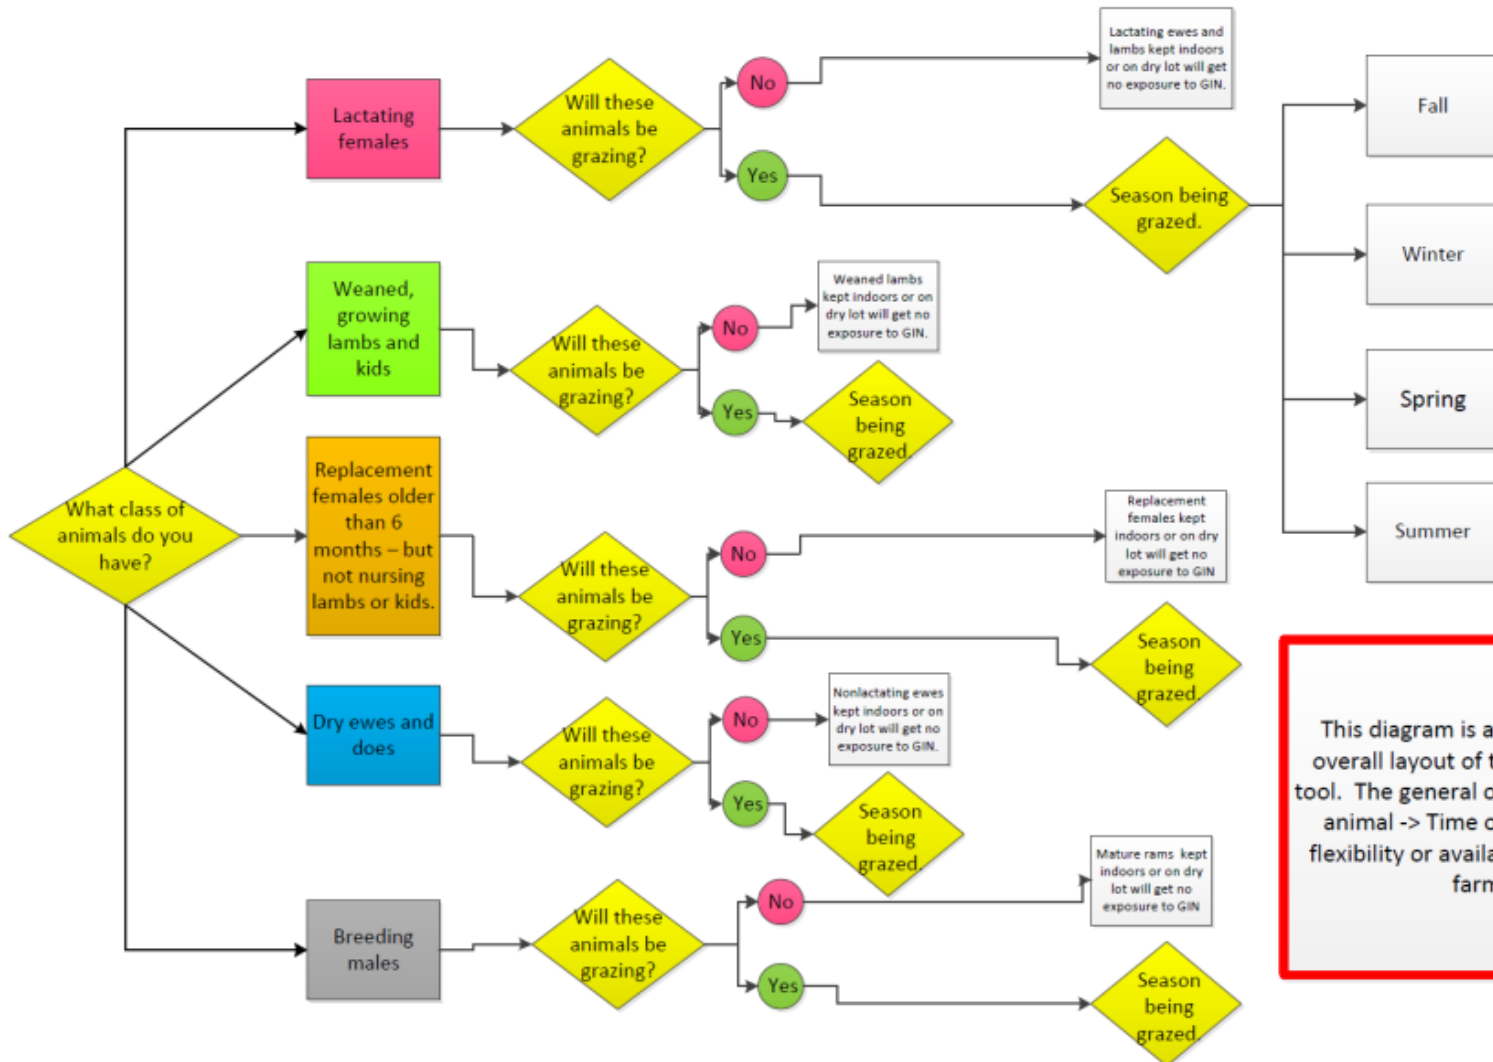 What class of
animals do you
have?
Lactating
females
Will these
animals be
grazing?
No
Lactating ewes and
lambs kept indoors
or on dry lot will get
no exposure to GIN.
Yes
Season being
grazed.
Fall
Winter
Spring
Summer
Weaned,
growing
lambs and
kids
Will these
animals be
grazing?
No
Weaned lambs
kept indoors or on
dry lot will get no
exposure to GIN.
Yes
Season
being
grazed.
Replacement
females older
than 6
months – but
not nursing
lambs or kids.
Will these
animals be
grazing?
No
Replacement
females kept
indoors or on dry
lot will get no
exposure to GIN
Yes
Season
being
grazed.
Dry ewes and
does
Will these
animals be
grazing?
No
Nonlactating ewes
kept indoors or on
dry lot will get no
exposure to GIN.
Yes
Season
being
grazed.
Breeding
males
Will these
animals be
grazing?
No
Mature rams kept
indoors or on dry
lot will get no
exposure to GIN
Yes
Season
being
grazed.
This diagram is a
overall layout of
tool. The general
animal -> Time
flexibility or